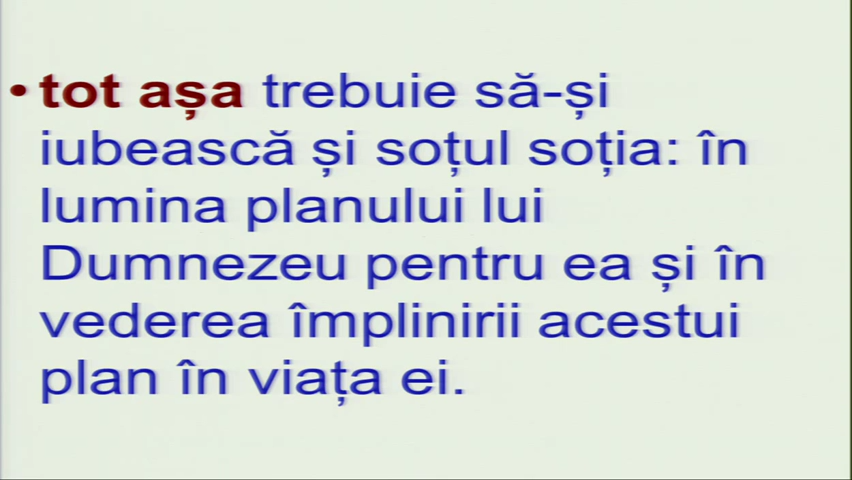 • tot așa trebuie să-și
iubească și soțul soția: în
lumina planului lui
Dumnezeu pentru ea și în
vederea împlinirii acestui
plan în viața ei.